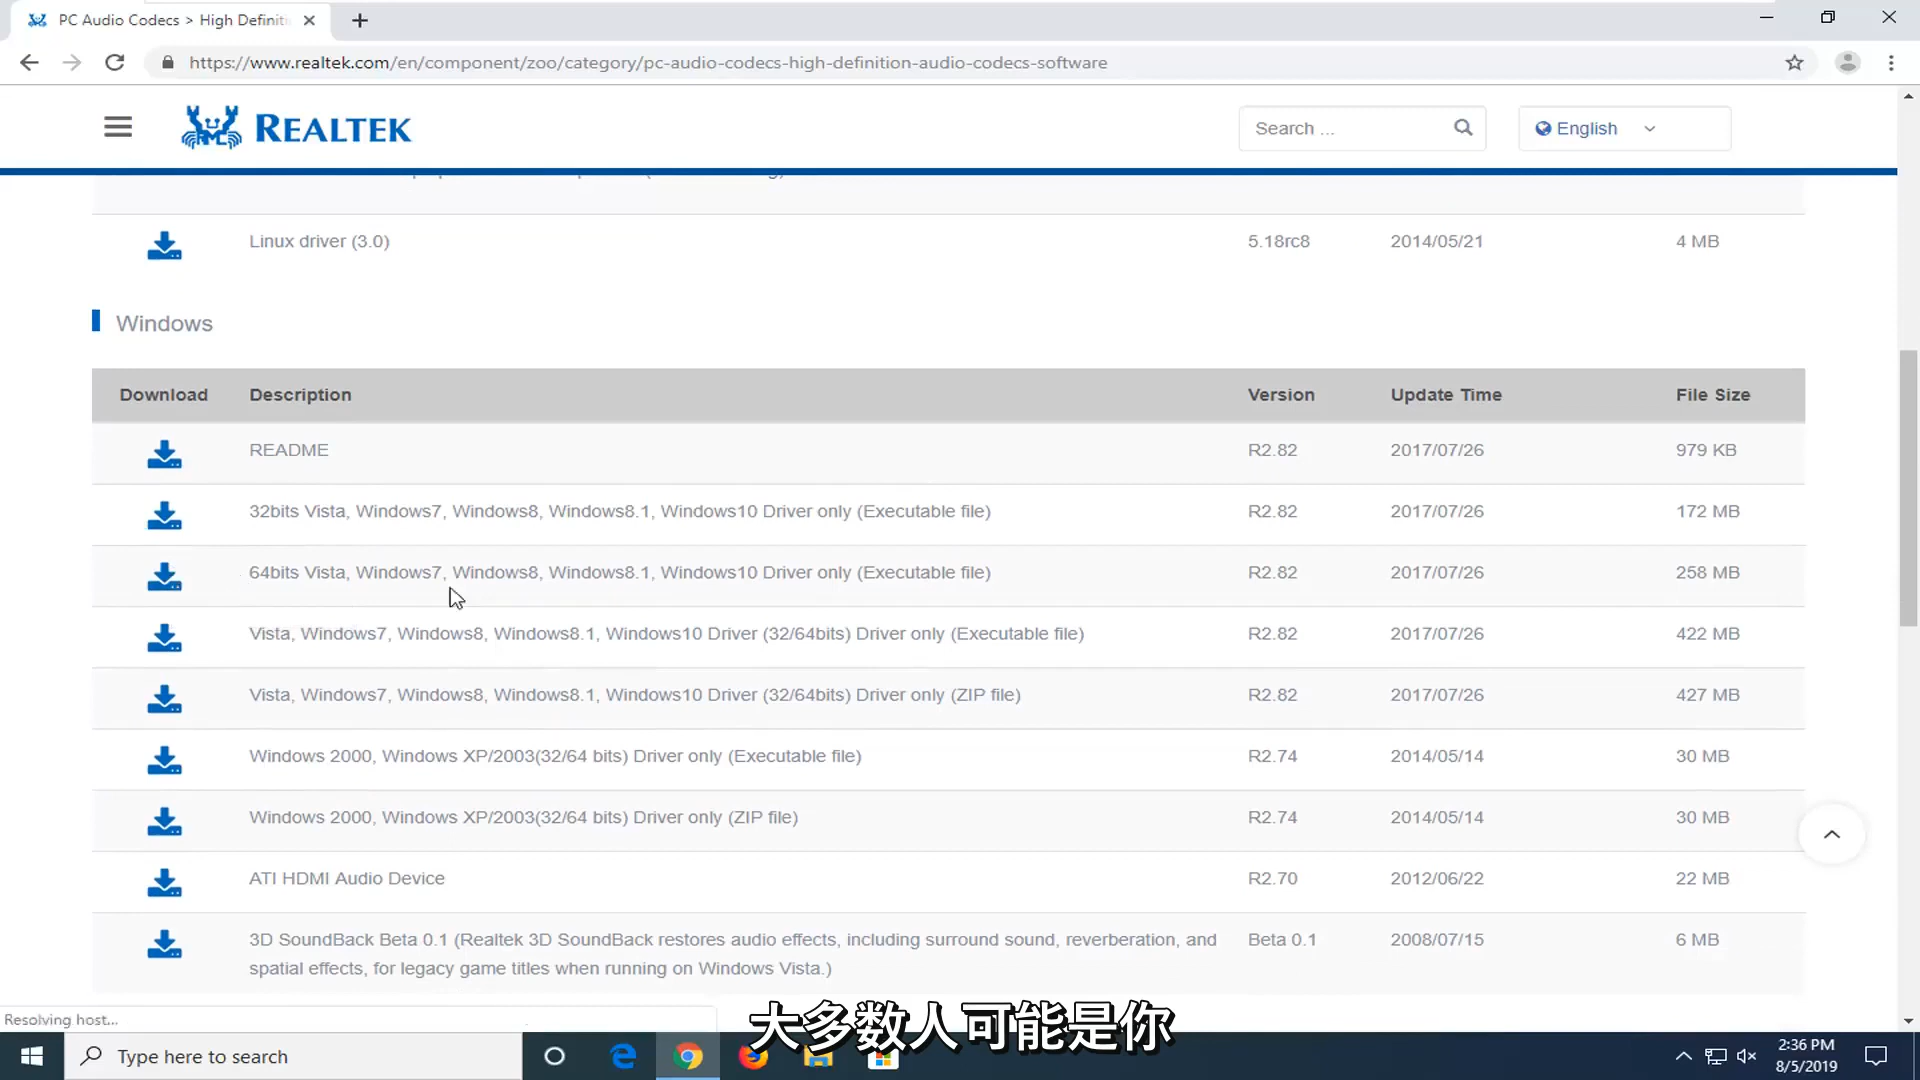 PC Audio Codecs > High Definiti
https://www.realtek.com/en/component/zoo/category/pc-audio-codecs-high-definition-audio-codecs-software
RMC REALTEK
Search ...
English
Linux driver (3.0) 5.18rc8 2014/05/21 4 MB
Windows
Download Description Version Update Time File Size
README R2.82 2017/07/26 979 KB
32bits Vista, Windows7, Windows8, Windows8.1, Windows10 Driver only (Executable file) R2.82 2017/07/26 172 MB
64bits Vista, Windows7, Windows8, Windows8.1, Windows10 Driver only (Executable file) R2.82 2017/07/26 258 MB
Vista, Windows7, Windows8, Windows8.1, Windows10 Driver (32/64bits) Driver only (Executable file) R2.82 2017/07/26 422 MB
Vista, Windows7, Windows8, Windows8.1, Windows10 Driver (32/64bits) Driver only (ZIP file) R2.82 2017/07/26 427 MB
Windows 2000, Windows XP/2003(32/64 bits) Driver only (Executable file) R2.74 2014/05/14 30 MB
Windows 2000, Windows XP/2003(32/64 bits) Driver only (ZIP file) R2.74 2014/05/14 30 MB
ATI HDMI Audio Device R2.70 2012/06/22 22 MB
3D SoundBack Beta 0.1 (Realtek 3D SoundBack restores audio effects, including surround sound, reverberation, and Beta 0.1 2008/07/15 6 MB
spatial effects, for legacy game titles when running on Windows Vista.)
Resolving host...
大多数人可能是你
Type here to search
2:36 PM
8/5/2019